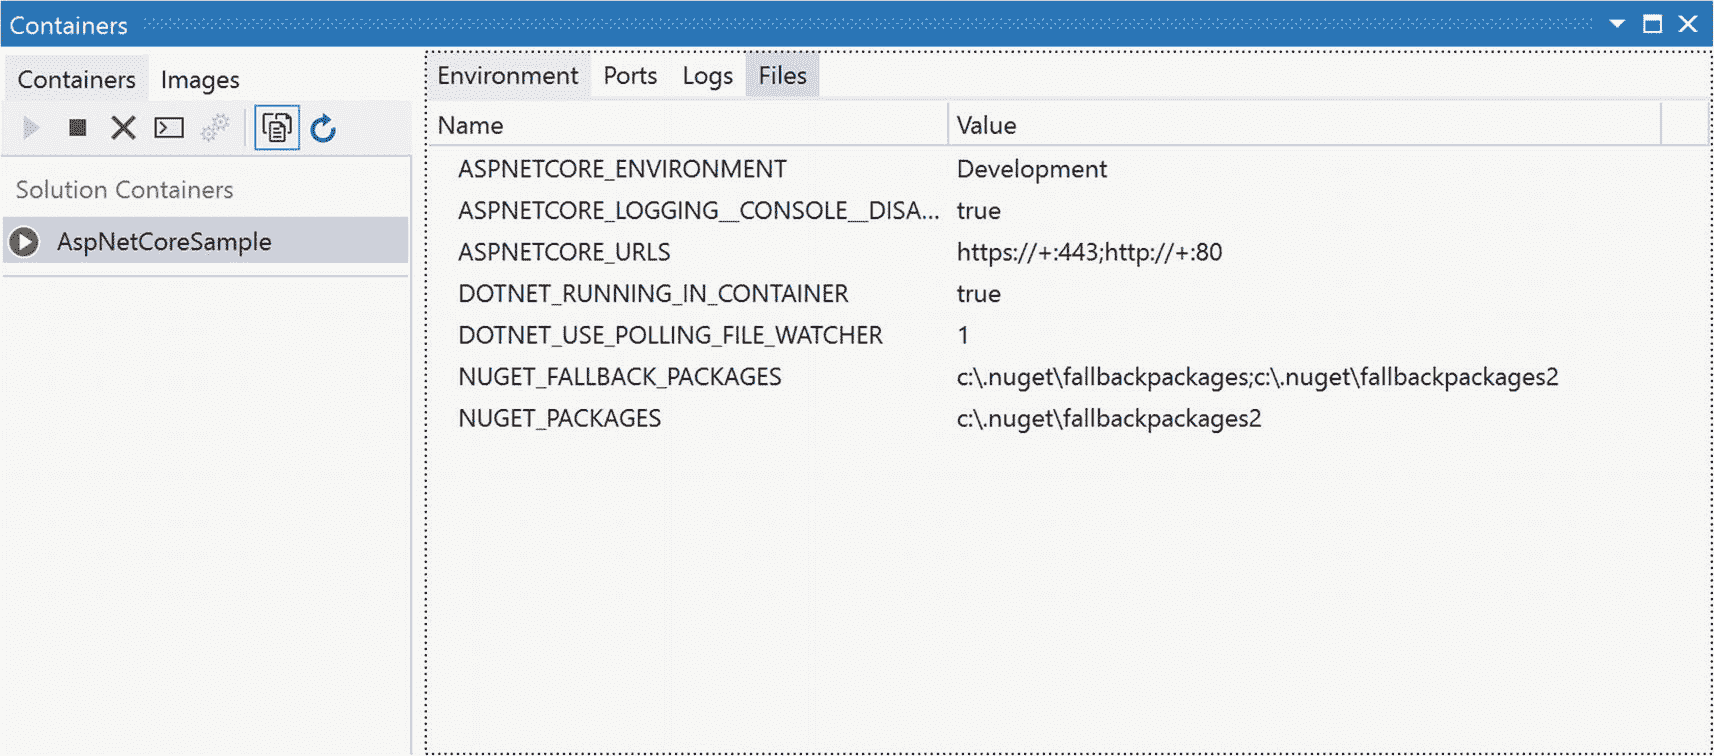 Containers
Containers Images
Solution Containers
AspNetCoreSample
Environment Ports Logs Files
Name Value
ASPNETCORE_ENVIRONMENT Development
ASPNETCORE_LOGGING__CONSOLE__DISA... true
ASPNETCORE_URLS https://+:443;http://+:80
DOTNET_RUNNING_IN_CONTAINER true
DOTNET_USE_POLLING_FILE_WATCHER 1
NUGET_FALLBACK_PACKAGES c:\.nuget\fallbackpackages;c:\.nuget\fallbackpackages2
NUGET_PACKAGES c:\.nuget\fallbackpackages2